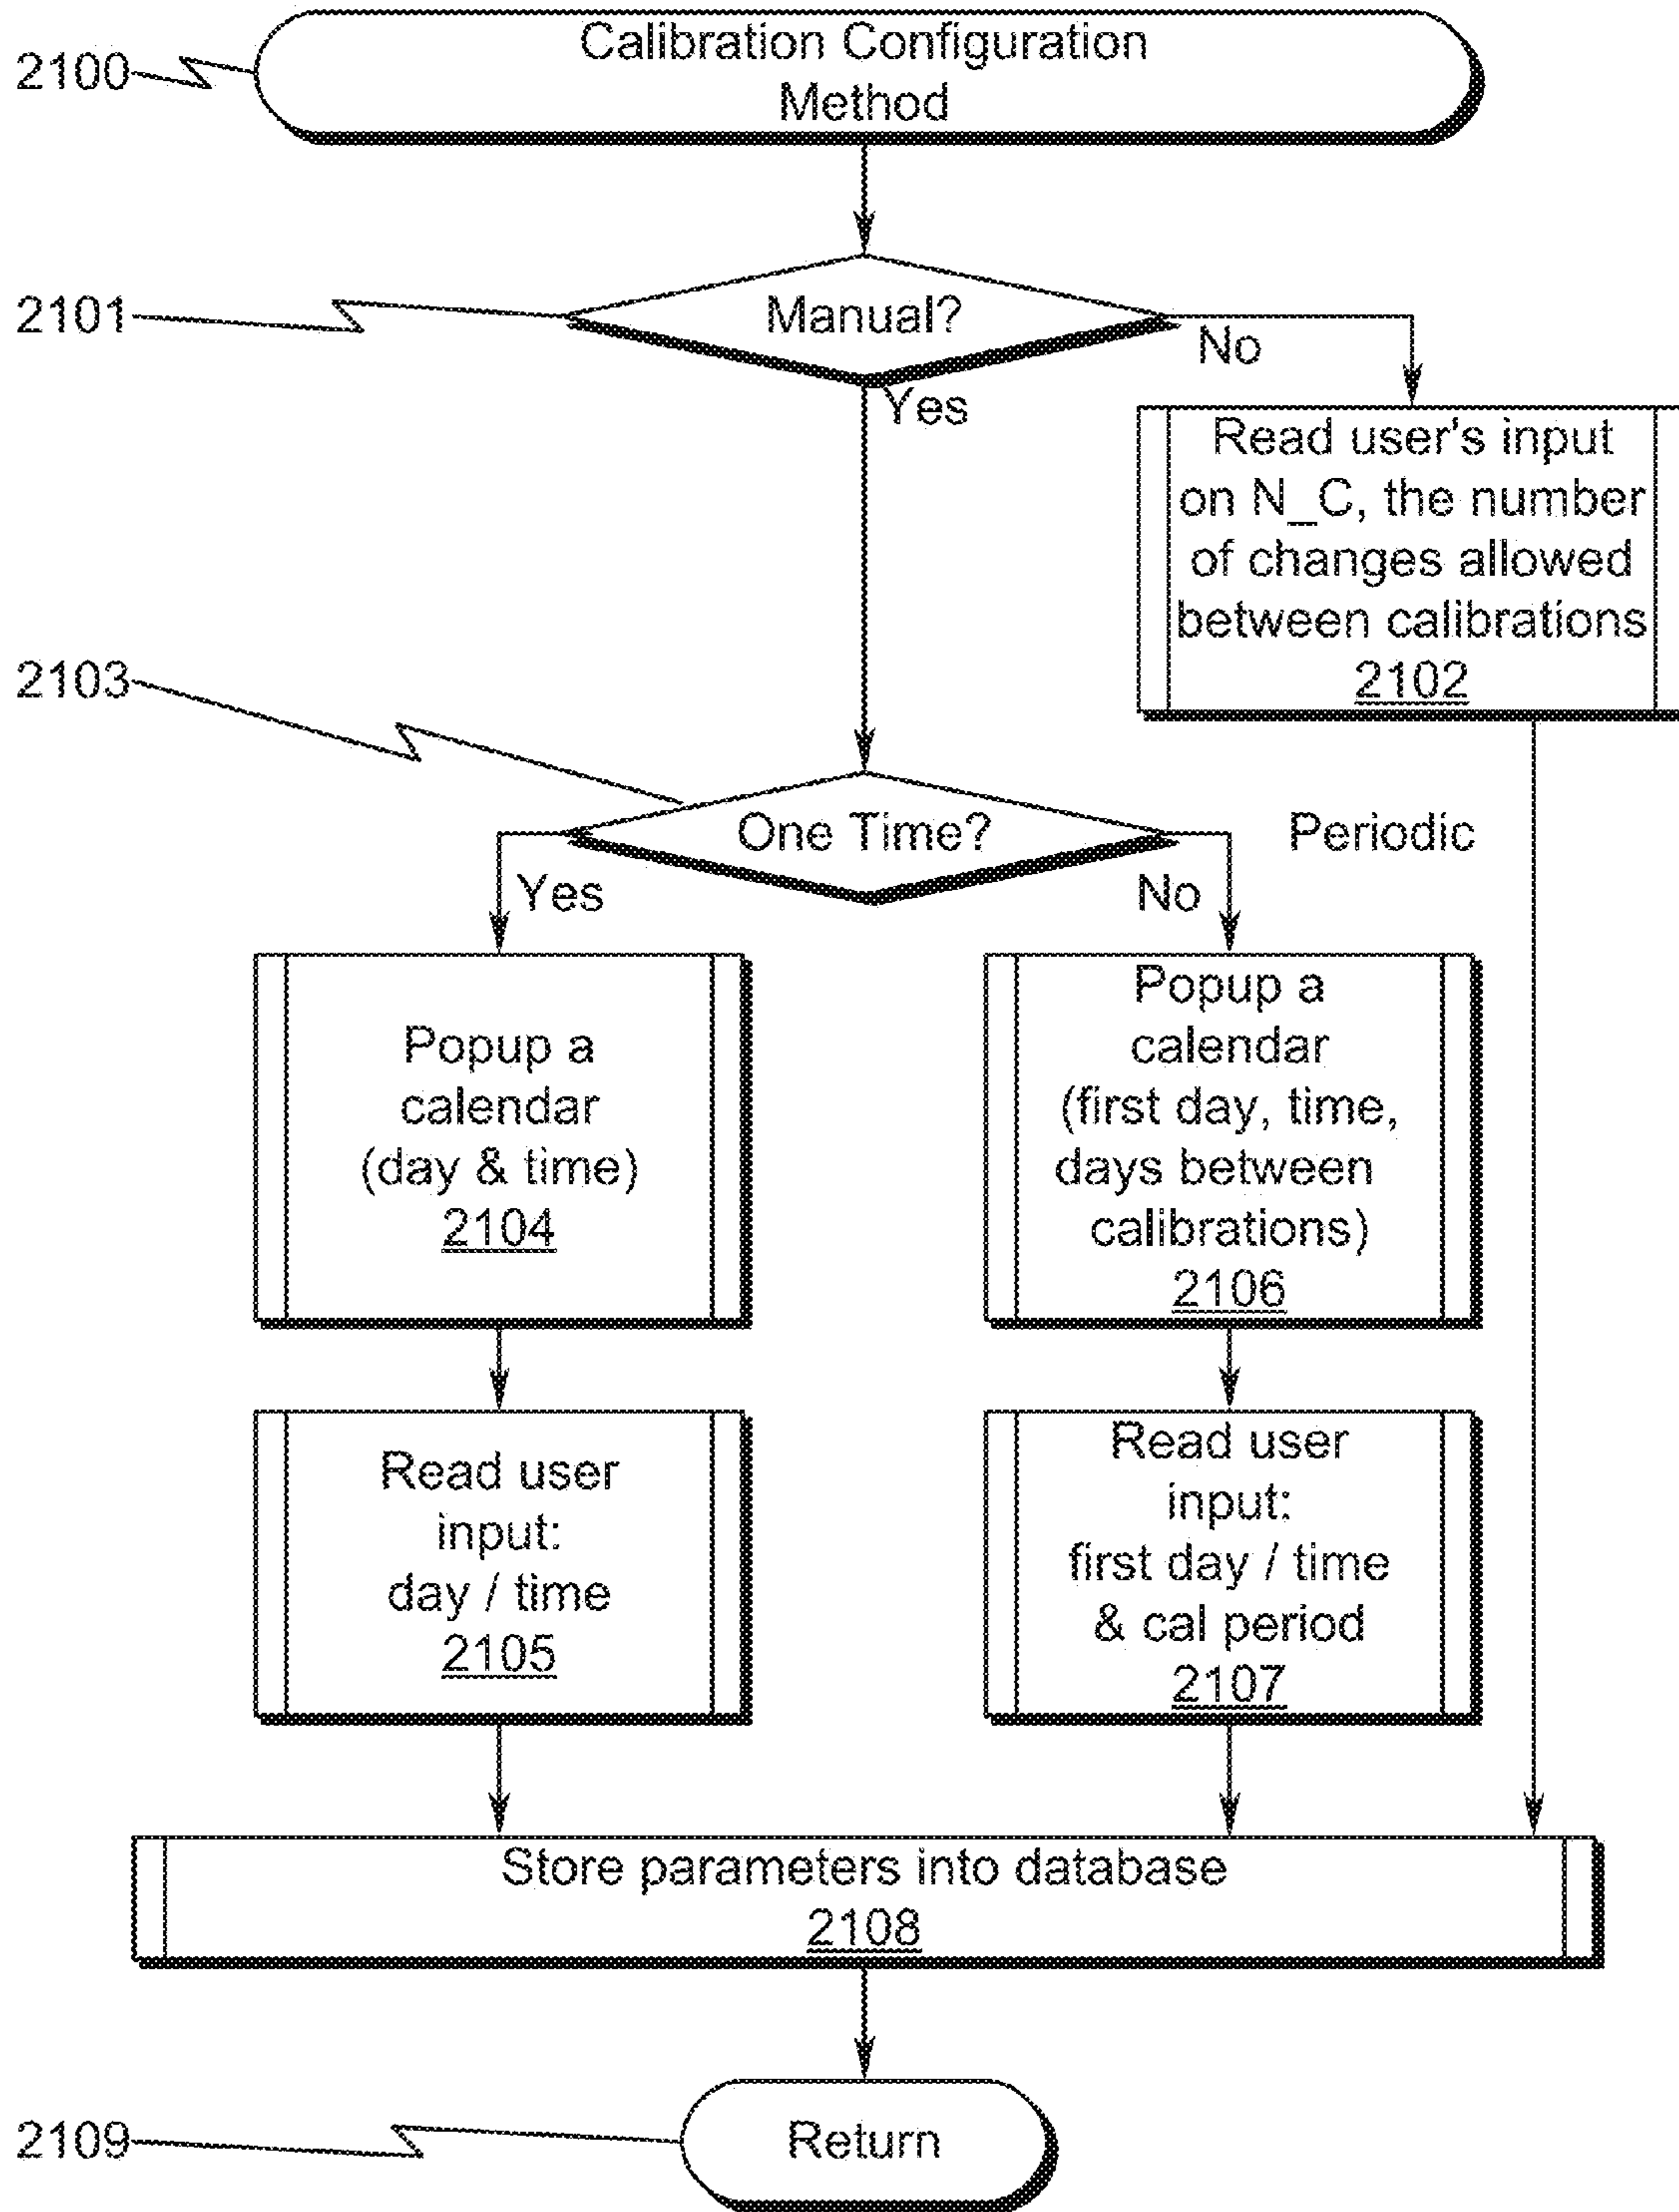 2100
Calibration Configuration
Method
2101
Manual?
No
Yes
Read user's input
on N_C, the number
of changes allowed
between calibrations
2102
2103
One Time?
Periodic
Yes
No
Popup a
calendar
(day & time)
2104
Popup a
calendar
(first day, time,
days between
calibrations)
2106
Read user
input:
day / time
2105
Read user
input:
first day / time
& cal period
2107
Store parameters into database
2108
2109
Return